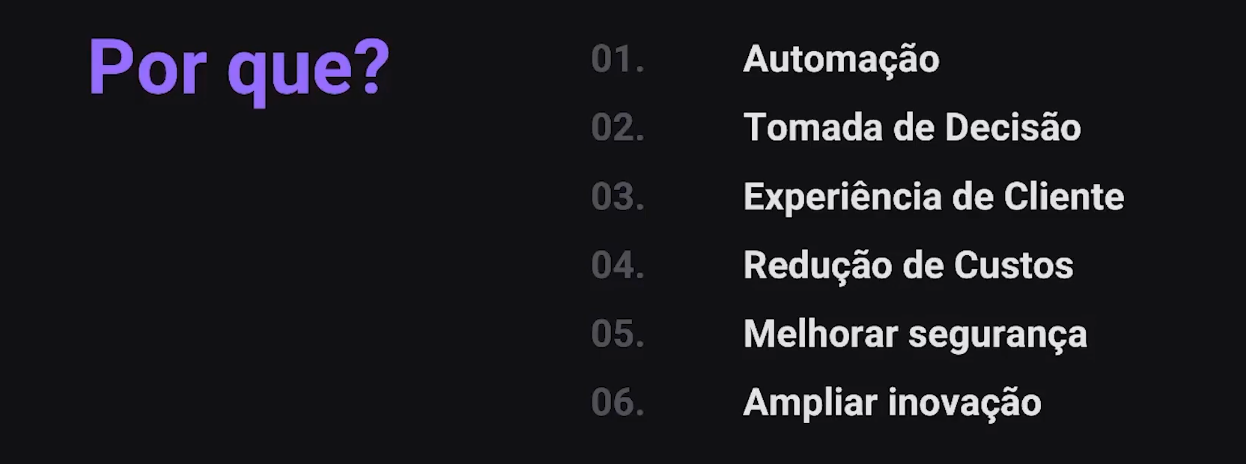 Por que?
01. Automação
02. Tomada de Decisão
03. Experiência de Cliente
04. Redução de Custos
05. Melhorar segurança
06. Ampliar inovação